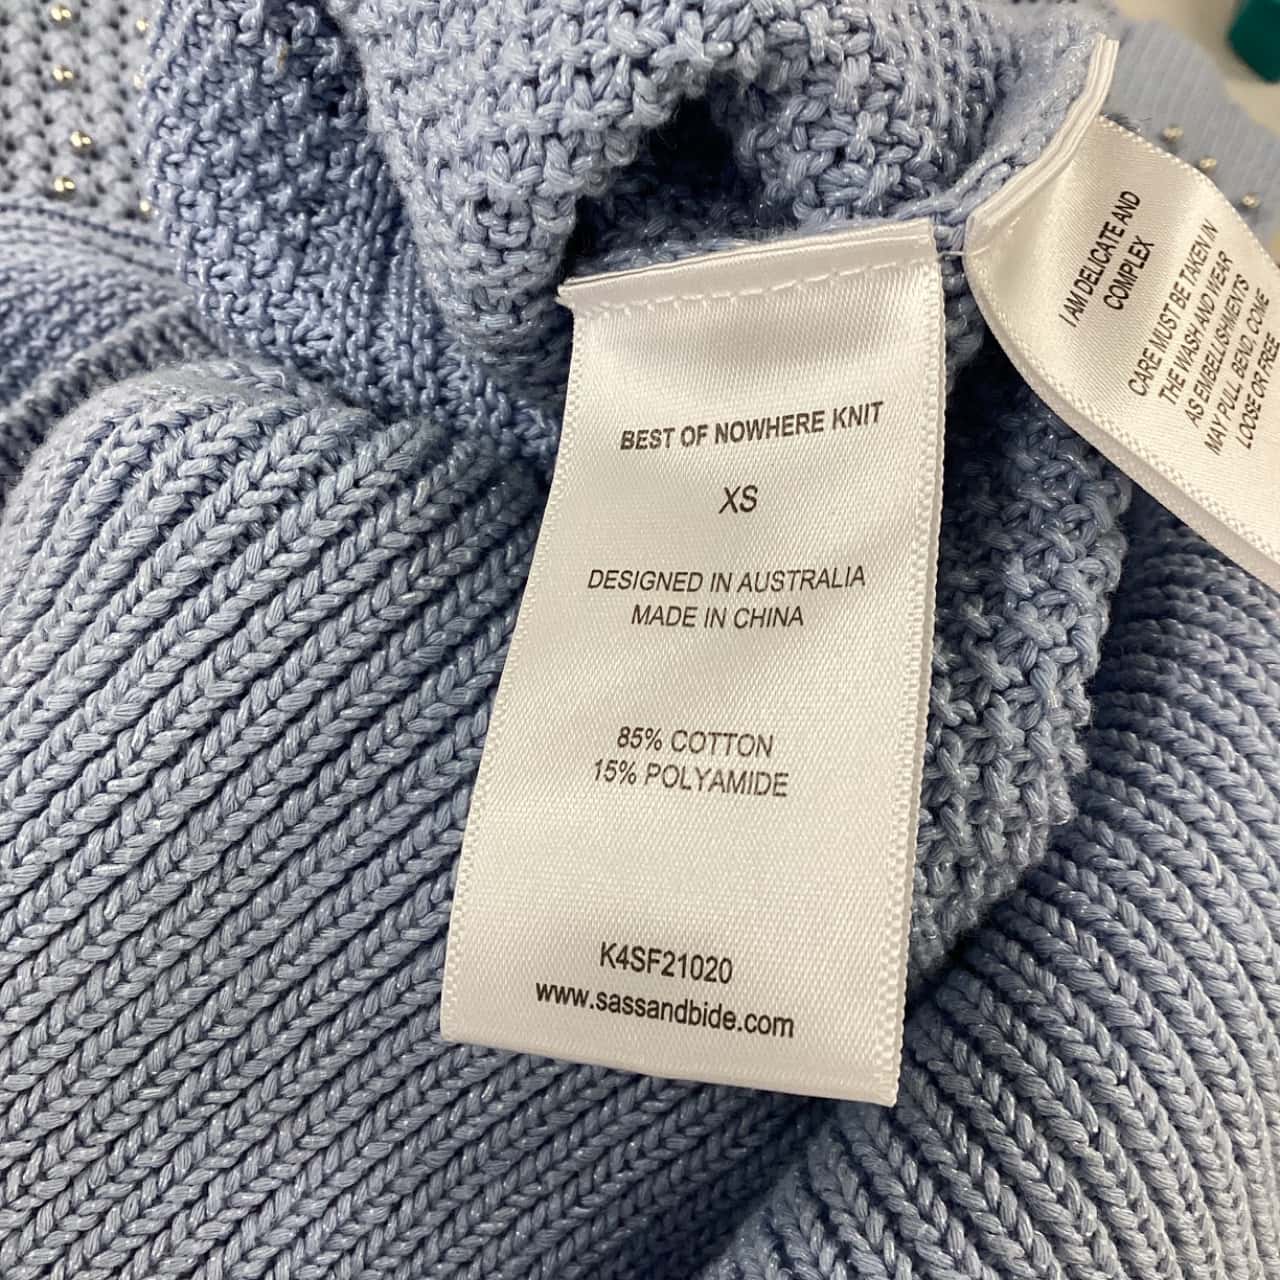 BEST OF NOWHERE KNIT
XS
DESIGNED IN AUSTRALIA
MADE IN CHINA
85% COTTON
15% POLYAMIDE
K4SF21020
www.sassandbide.com
I AM DELICATE AND
COMPLEX
CARE MUST BE TAKEN IN
THE WASH AND WEAR
AS EMBELLISHMENTS
MAY PULL, BEND, COME
LOOSE OR FREE